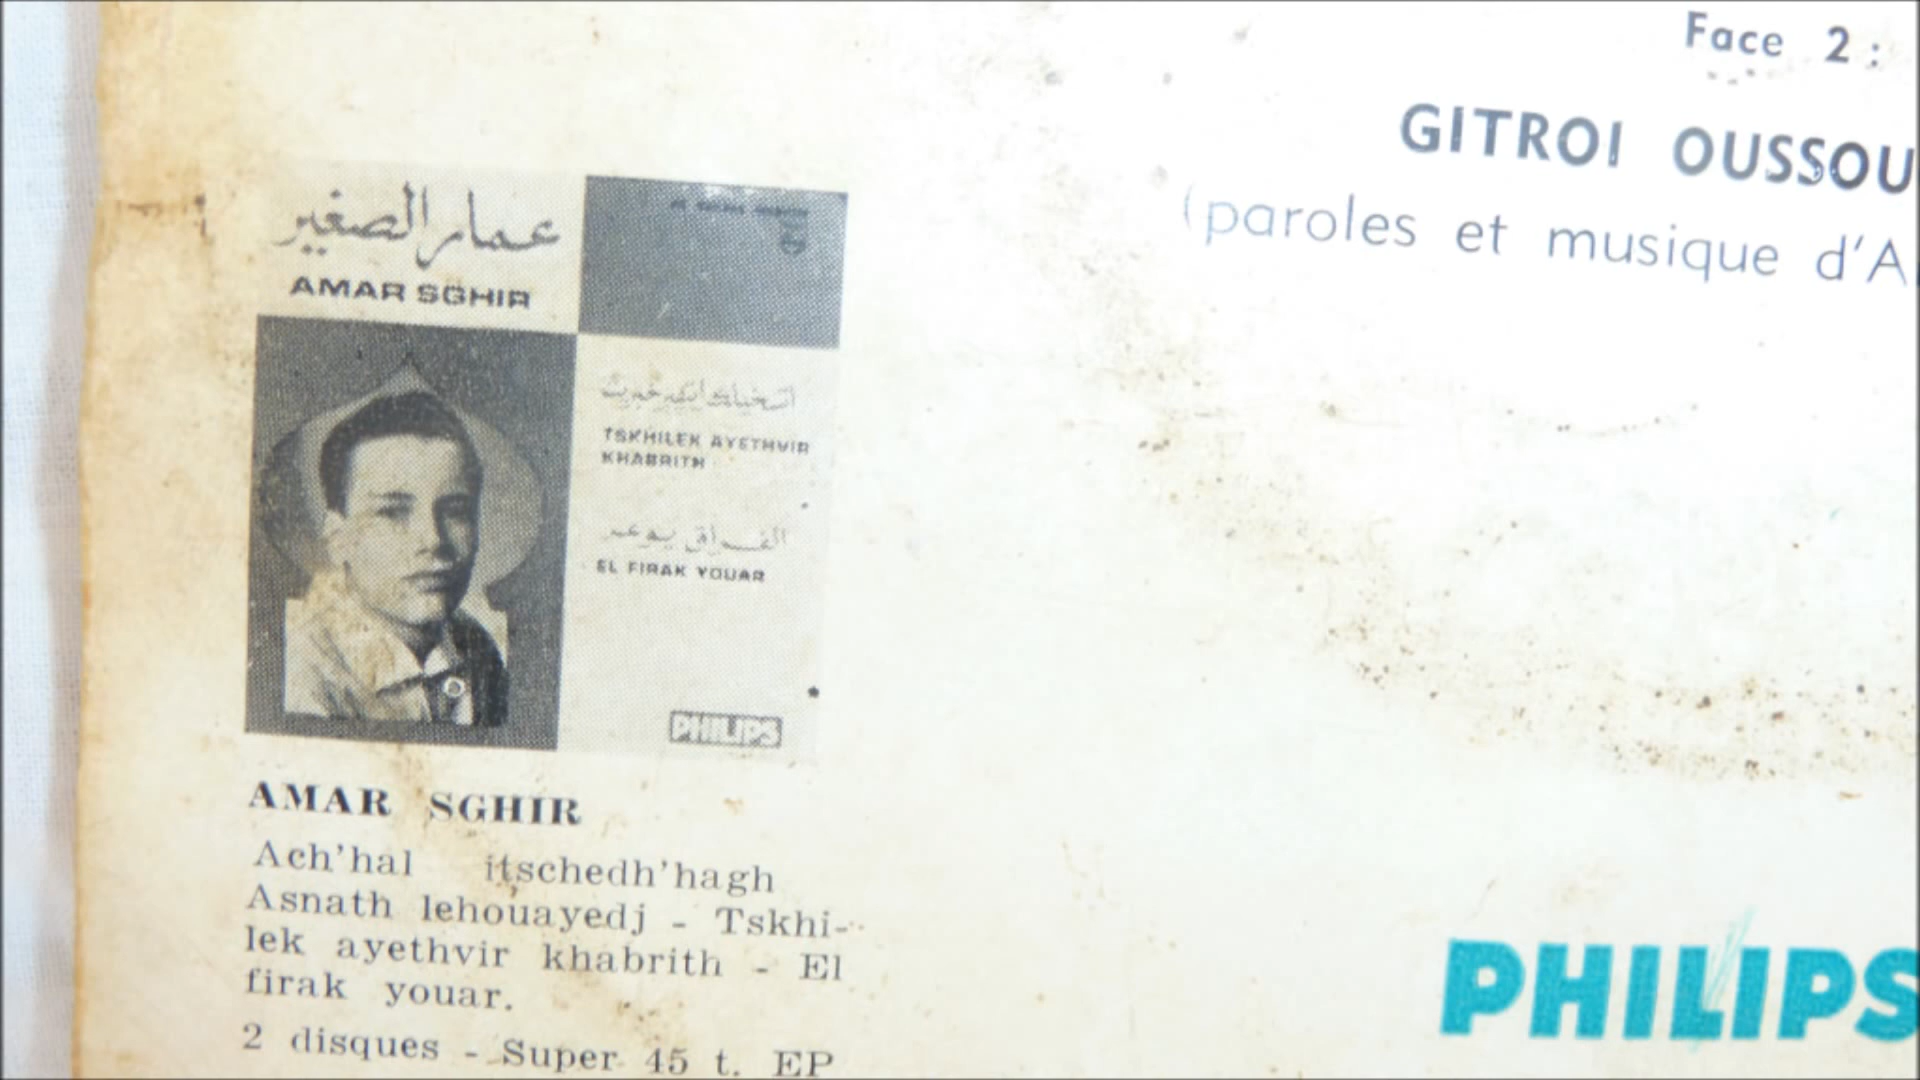 Face 2 :
GITROI OUSSOU
(paroles et musique d'A
عمار الصغير
AMAR SGHIR
TSKHILEK AYETHVIR
KHABRITH
الفراق يوعر
EL FIRAK YOUAR
PHILIPS
AMAR SGHIR
Ach'hal itschedh'hagh
Asnath lehouayedj - Tskhi-
lek ayethvir khabrith - El
firak youar.
2 disques - Super 45 t. EP
PHILIPS